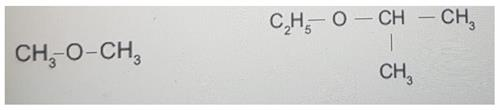 CH₃-O-CH₃
C₂H₅- O - CH - CH₃
|
CH₃